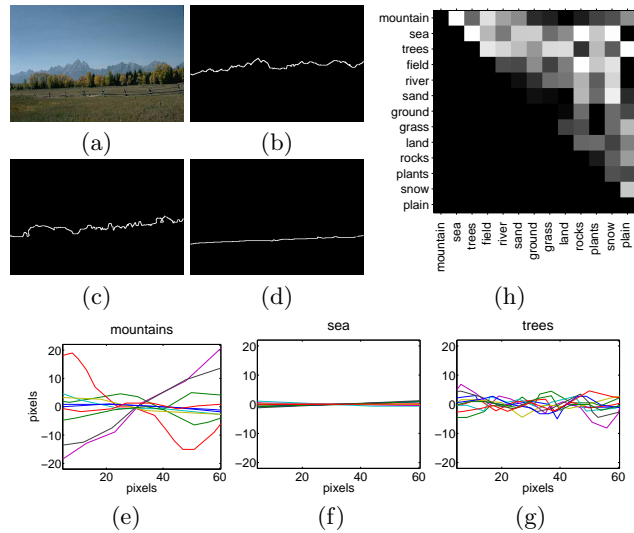 (a)
(b)
(c)
(d)
mountain
sea
trees
field
river
sand
ground
grass
land
rocks
plants
snow
plain
mountain
sea
trees
field
river
sand
ground
grass
land
rocks
plants
snow
plain
(h)
mountains
20
10
0
−10
−20
pixels
20
40
60
pixels
(e)
sea
20
10
0
−10
−20
20
40
60
pixels
(f)
trees
20
10
0
−10
−20
20
40
60
pixels
(g)